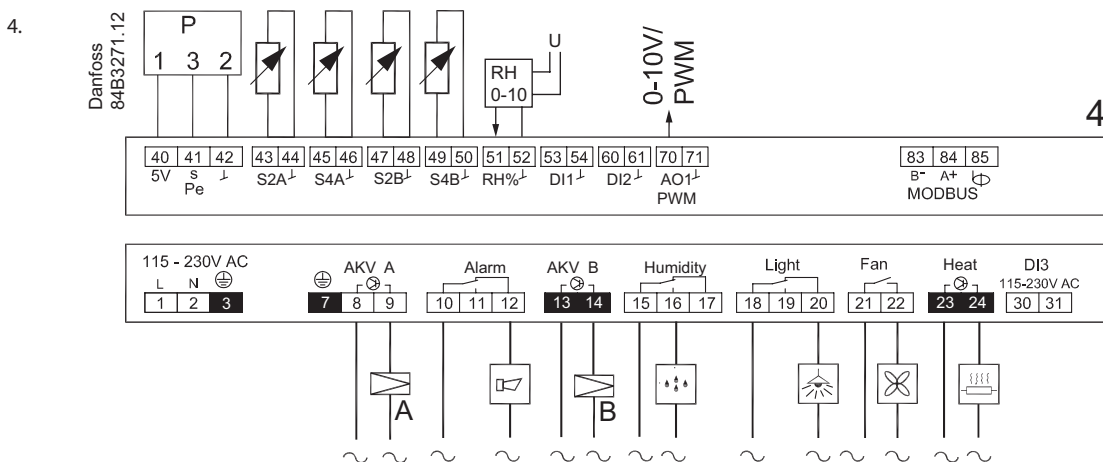 4.
Danfoss
84B3271.12
P
1 3 2
RH
0-10
U
0-10V/
PWM
4
40 41 42 43 44 45 46 47 48 49 50 51 52 53 54 60 61 70 71 83 84 85
5V s S2A S4A S2B S4B RH% DI1 DI2 AO1 B- A+
Pe PWM MODBUS
115 - 230V AC AKV A Alarm AKV B Humidity Light Fan Heat DI3
L N 115-230V AC
1 2 3 7 8 9 10 11 12 13 14 15 16 17 18 19 20 21 22 23 24 30 31
A B